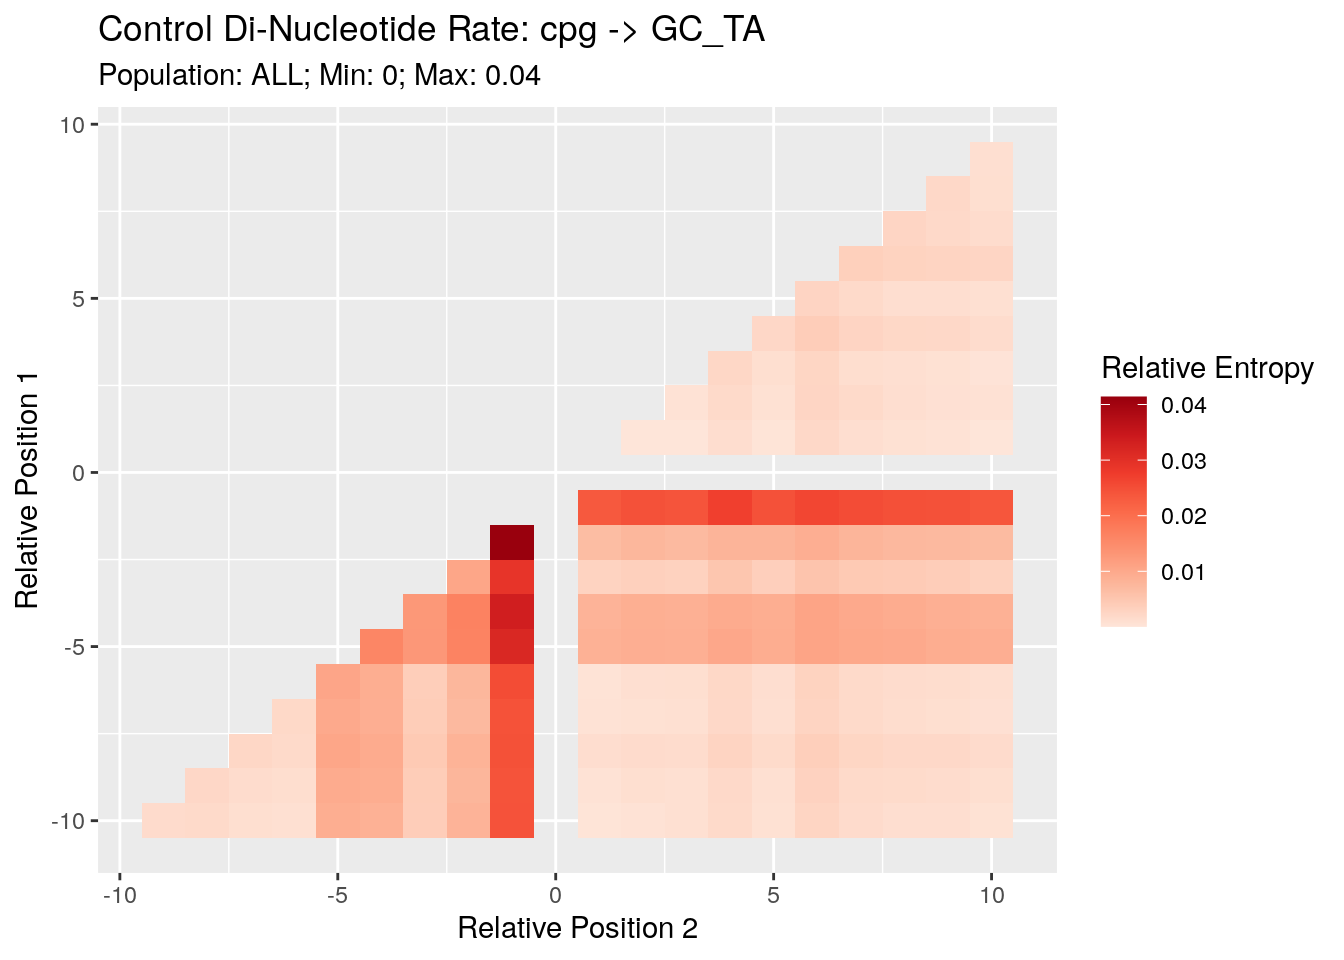 Control Di-Nucleotide Rate: cpg -> GC_TA
Population: ALL; Min: 0; Max: 0.04
10
5
0
-5
-10
Relative Position 1
-10
-5
0
5
10
Relative Position 2
Relative Entropy
0.04
0.03
0.02
0.01